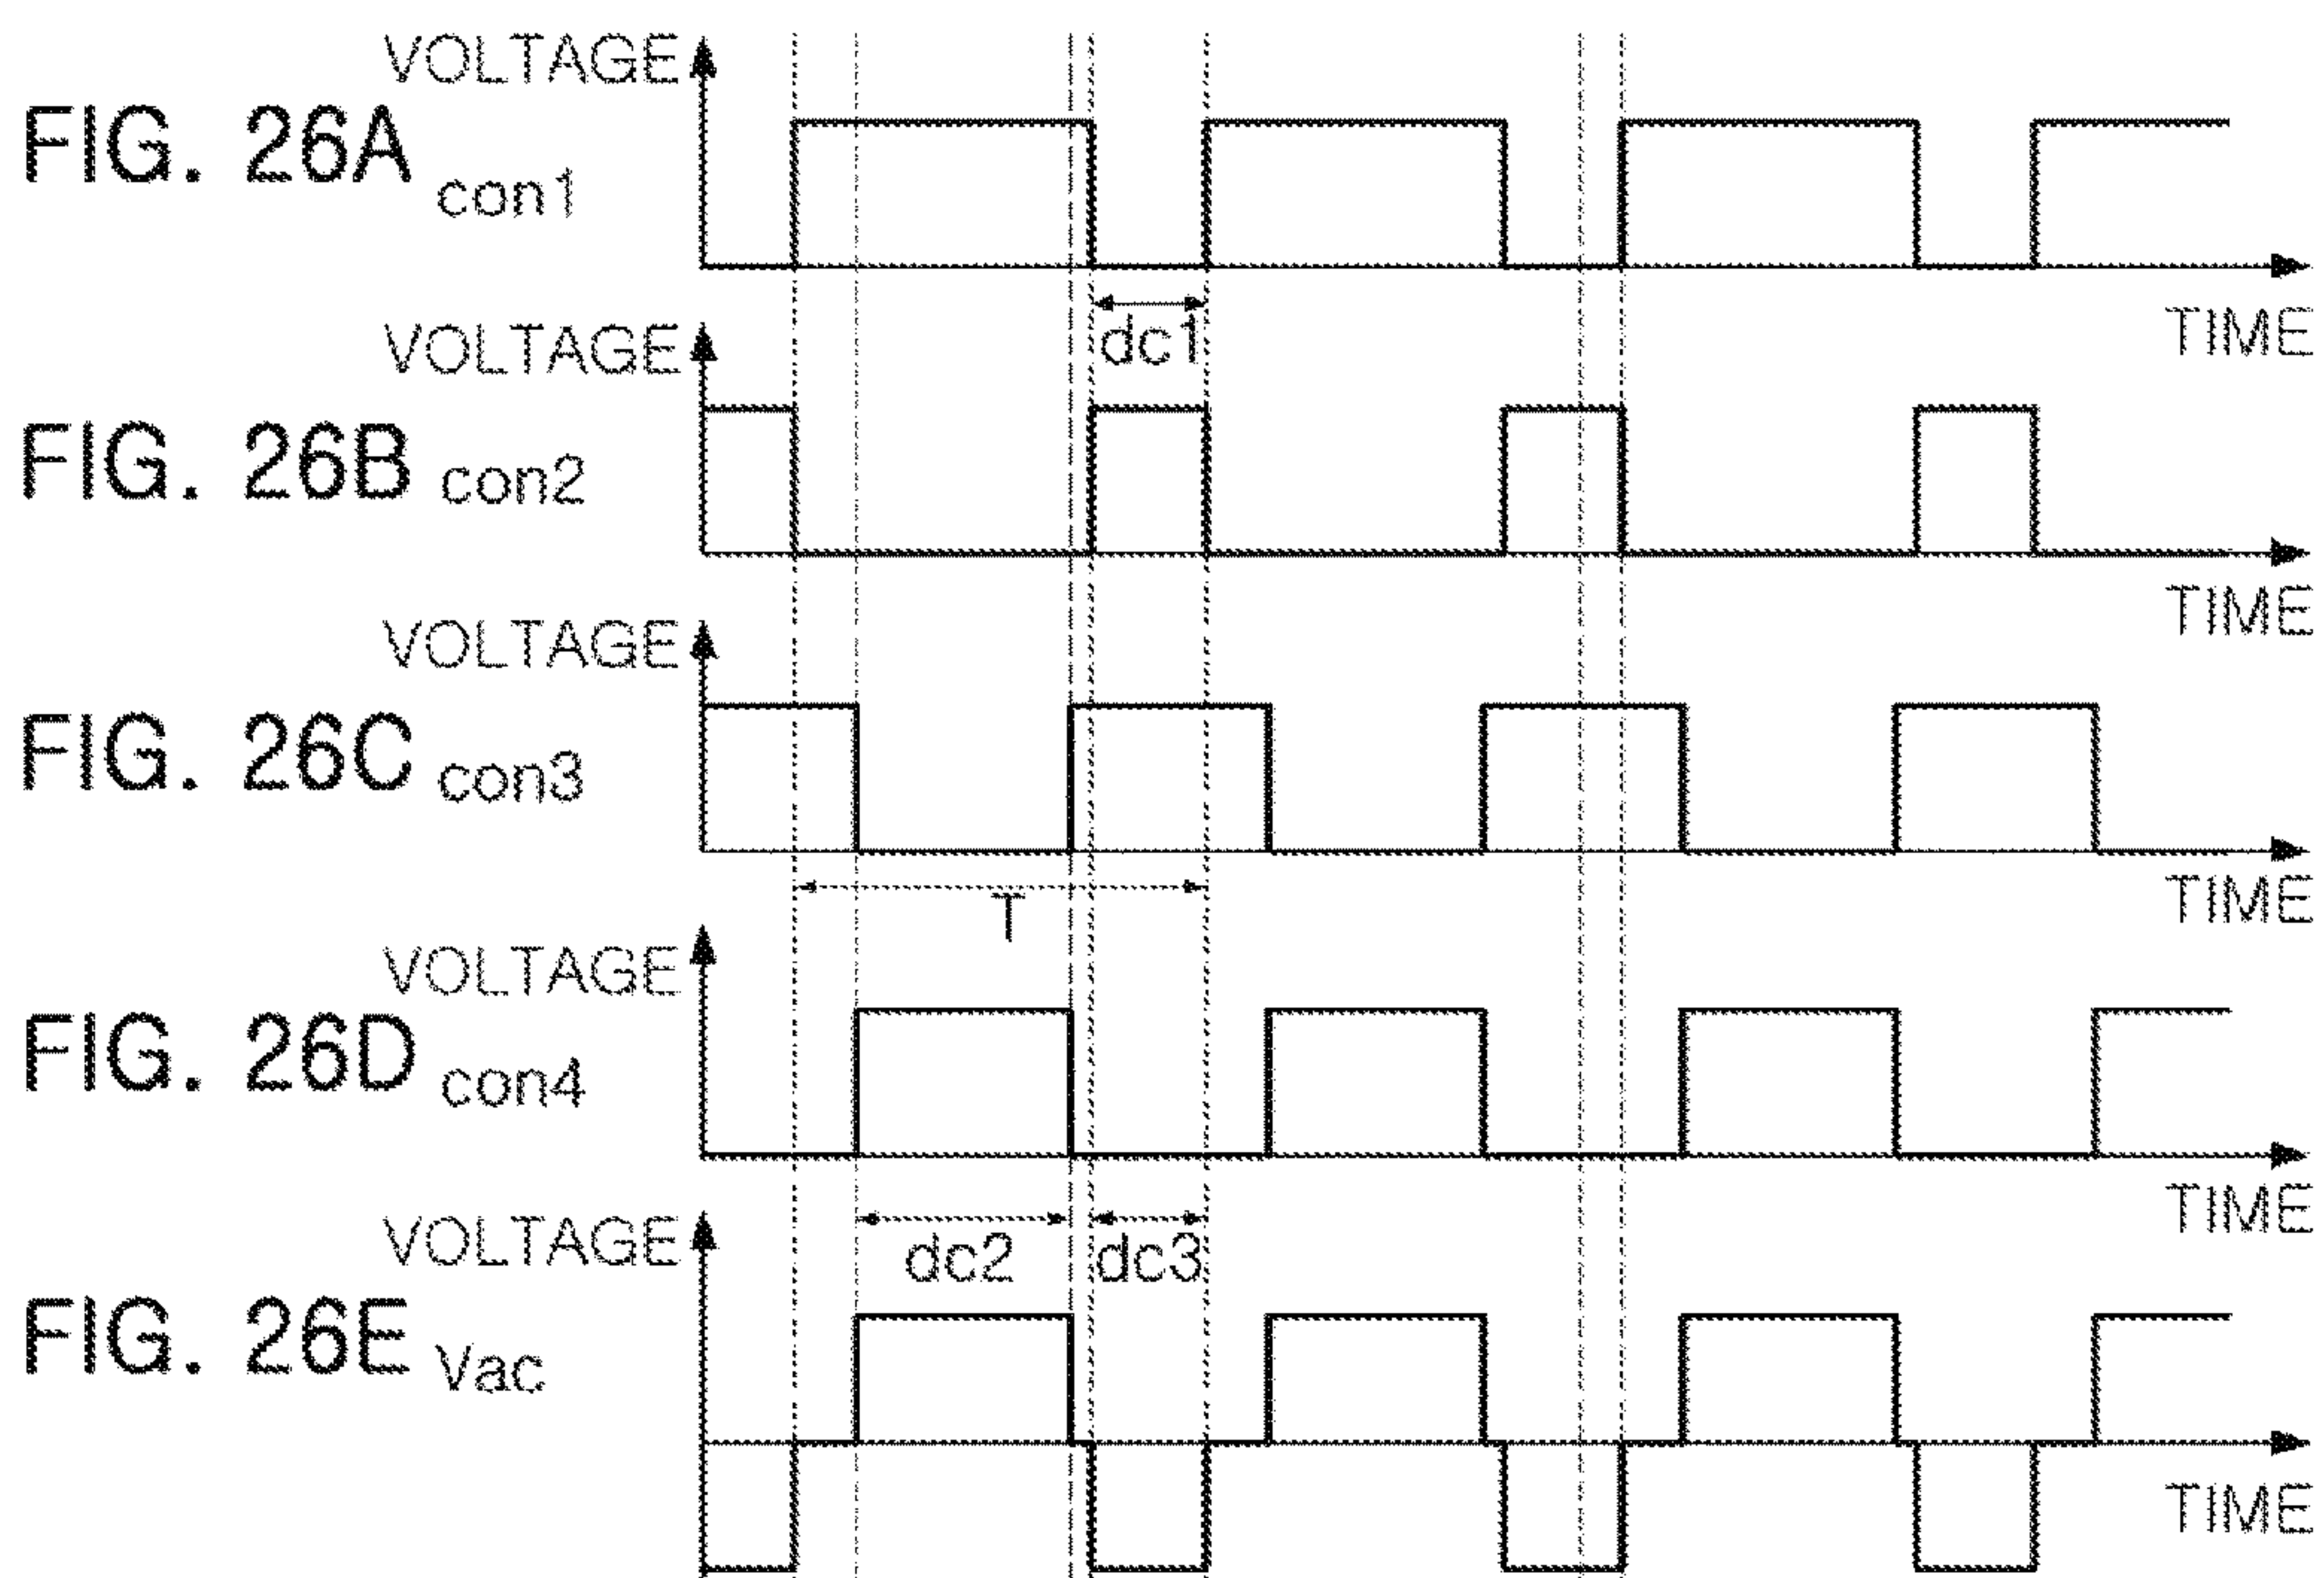 VOLTAGE
FIG. 26A con1
TIME
dc1
VOLTAGE
FIG. 26B con2
TIME
VOLTAGE
FIG. 26C con3
TIME
T
VOLTAGE
FIG. 26D con4
TIME
VOLTAGE
dc2 dc3
FIG. 26E Vac
TIME